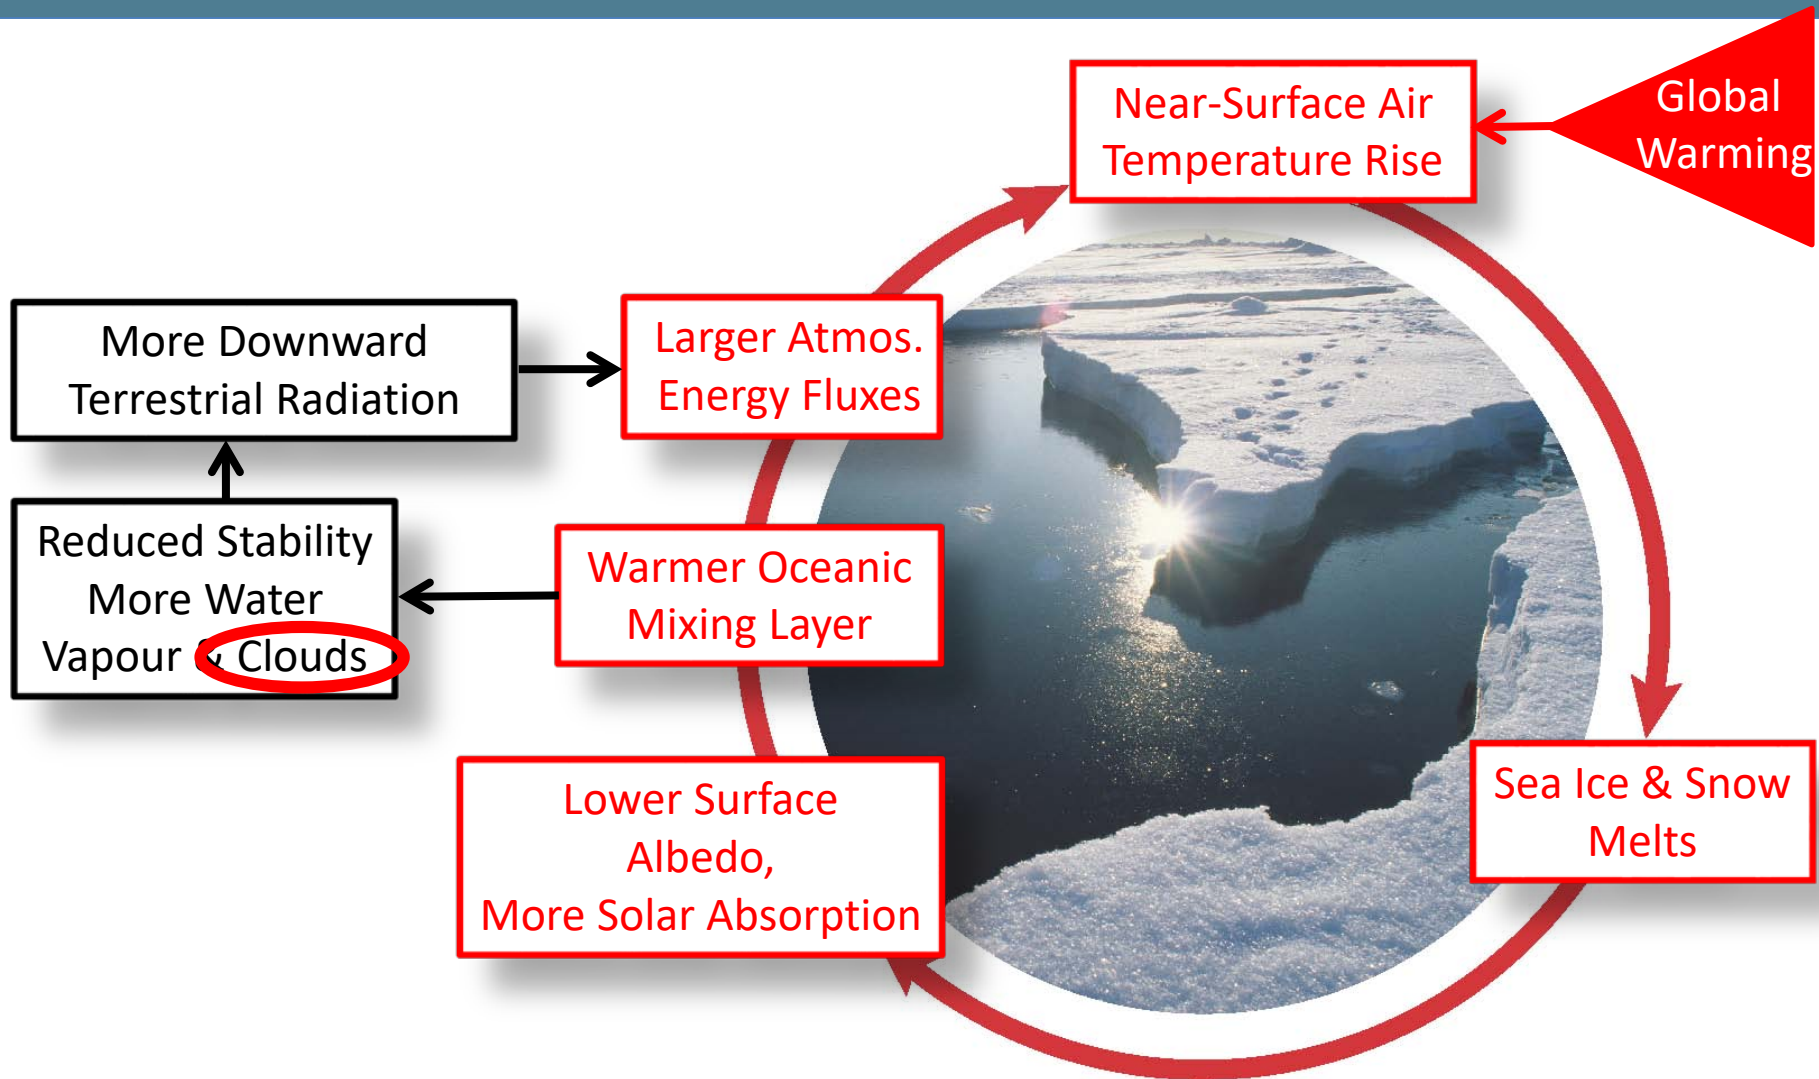 Near-Surface Air
Temperature Rise
Global
Warming
More Downward
Terrestrial Radiation
Larger Atmos.
Energy Fluxes
Reduced Stability
More Water
Vapour & Clouds
Warmer Oceanic
Mixing Layer
Lower Surface
Albedo,
More Solar Absorption
Sea Ice & Snow
Melts